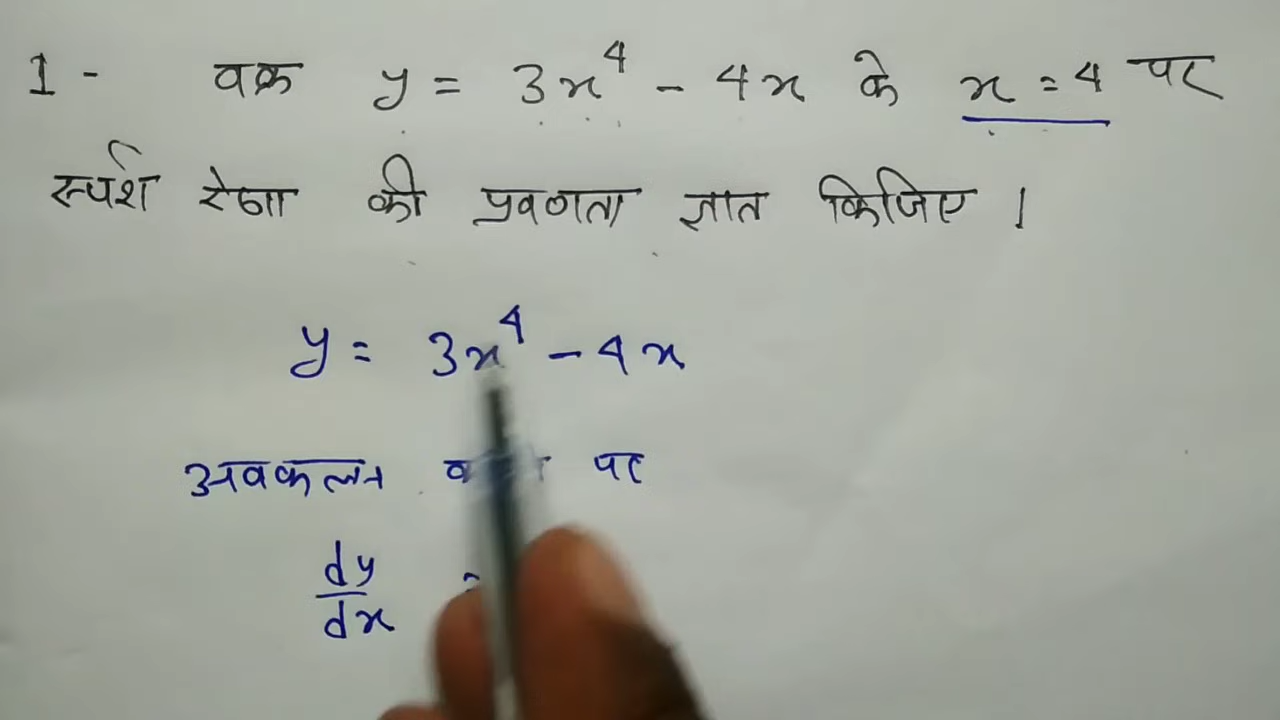 1 - वक्र y = 3x⁴ - 4x के x = 4 पर
स्पर्श रेखा की प्रवणता ज्ञात किजिए ।
y = 3x⁴ - 4x
अवकलन पर
dy/dx =